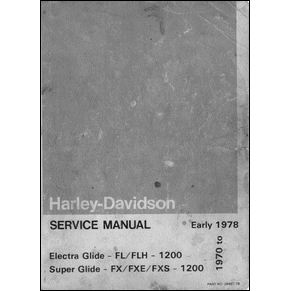 Harley-Davidson
SERVICE MANUAL
Early 1978
1970 to
Electra Glide - FL/FLH - 1200
Super Glide - FX/FXE/FXS - 1200